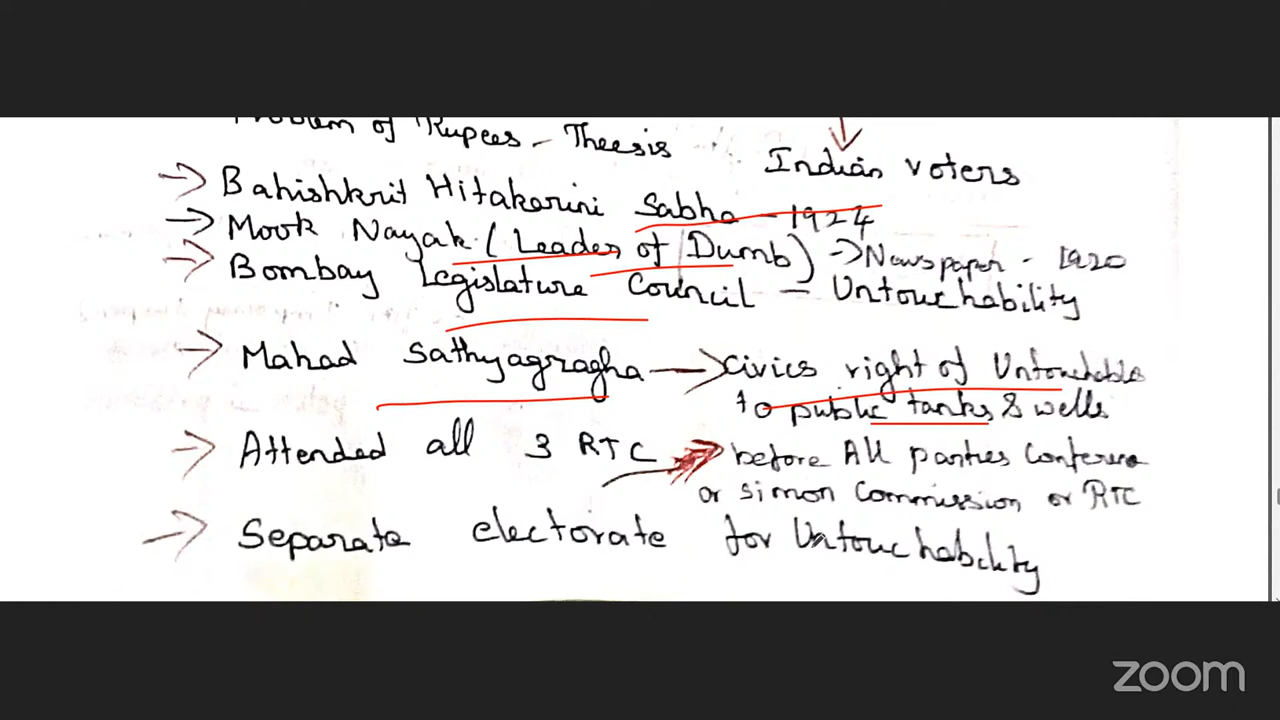 Problem of Rupees - Theesis
Indian voters
→ Bahishkrit Hitakarini Sabha - 1924
→ Mook Nayak (Leader of Dumb) → Newspaper - 1920
→ Bombay Legislature Council - Untouchability
→ Mahad Sathyagragha → Civics right of Untouchables
to public tanks & wells
→ Attended all 3 RTC → before All parties Conference
or Simon Commission or RTC
→ Separate electorate for Untouchability
zoom